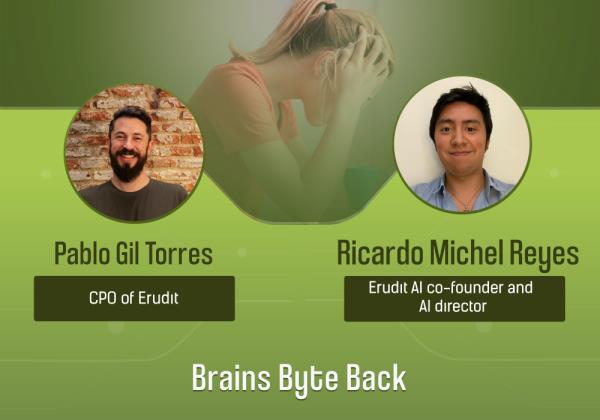 Pablo Gil Torres
CPO of Erudit
Ricardo Michel Reyes
Erudit AI co-founder and
AI director
Brains Byte Back